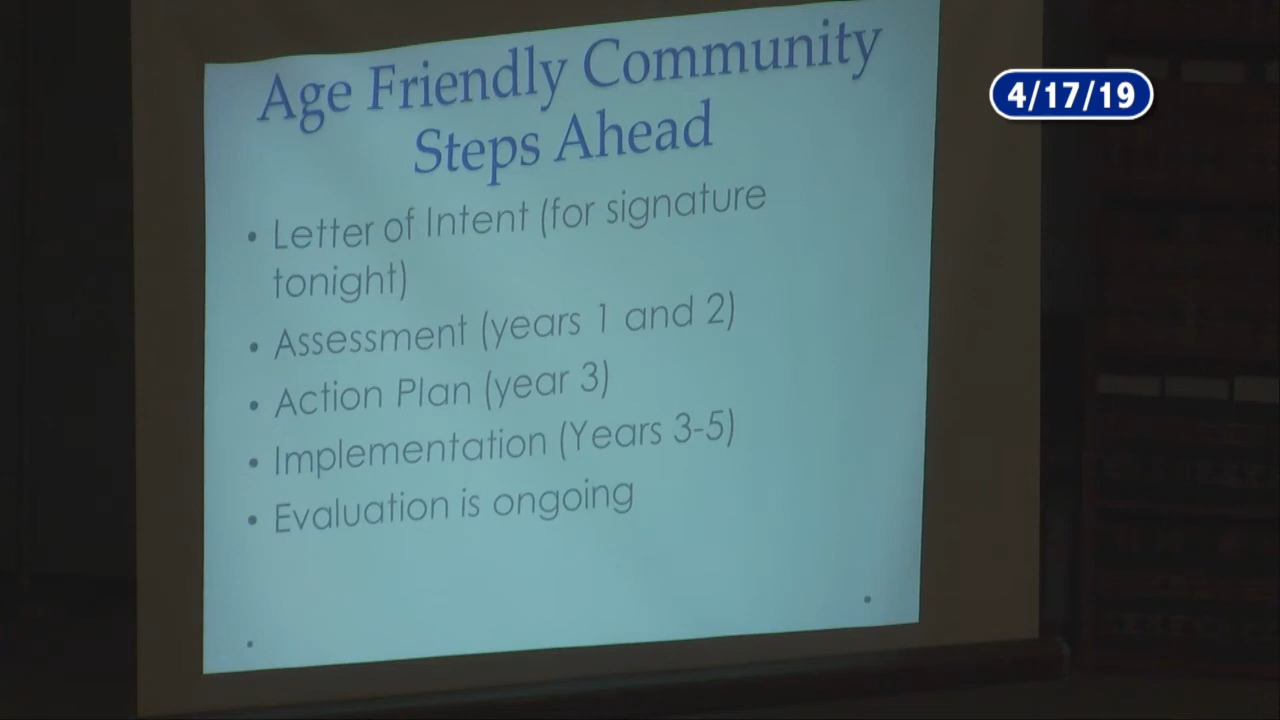 Age Friendly Community
Steps Ahead
4/17/19
• Letter of Intent (for signature
tonight)
• Assessment (years 1 and 2)
• Action Plan (year 3)
• Implementation (Years 3-5)
• Evaluation is ongoing